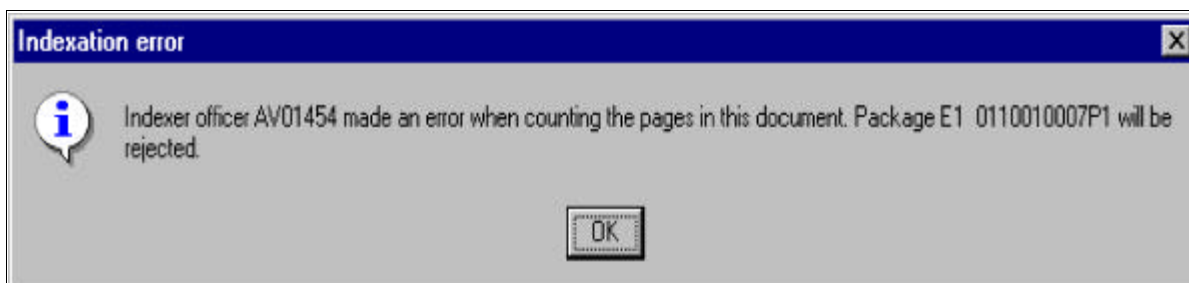 Indexation error
Indexer officer AV01454 made an error when counting the pages in this document. Package E1 0110010007P1 will be
rejected.
OK